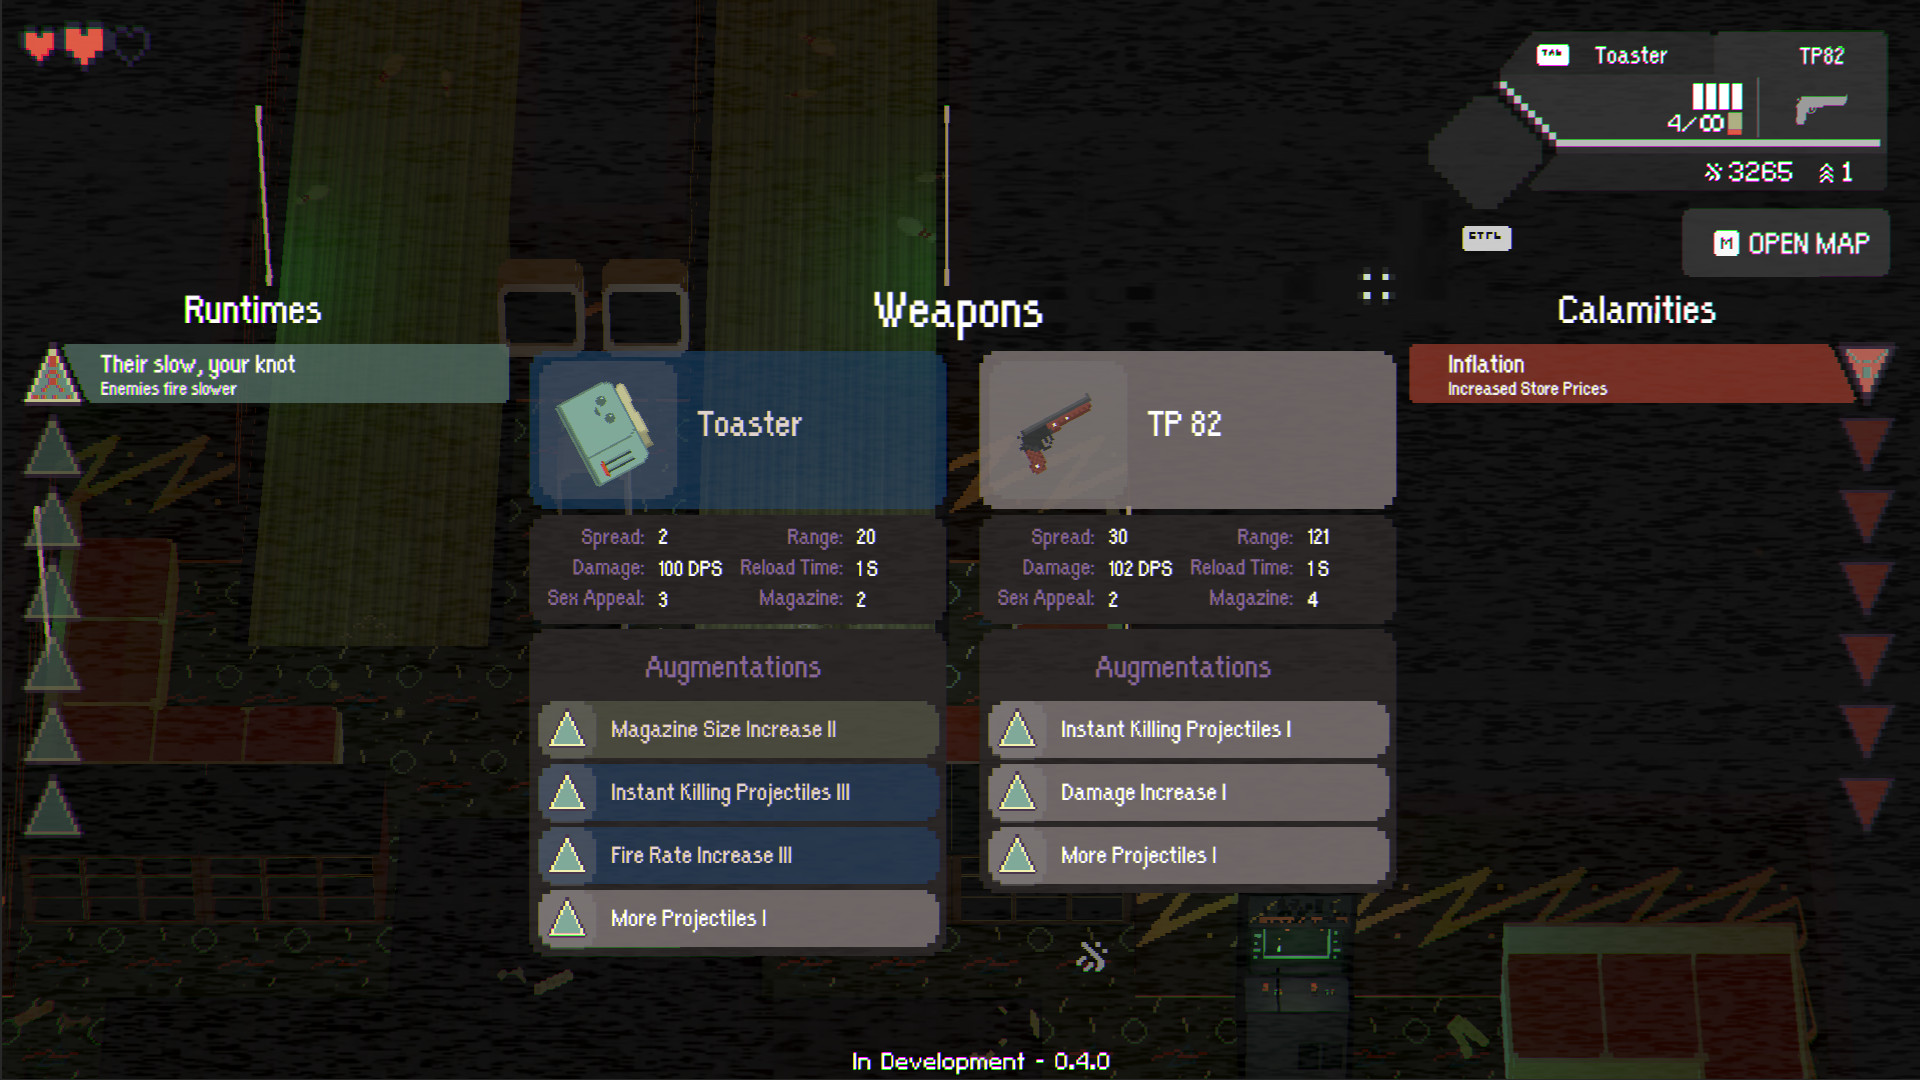 TAB Toaster TP82
4/∞
3265 1
CTRL
M OPEN MAP
Runtimes
Their slow, your knot
Enemies fire slower
Weapons
Toaster
Spread: 2 Range: 20
Damage: 100 DPS Reload Time: 1 S
Sex Appeal: 3 Magazine: 2
Augmentations
Magazine Size Increase II
Instant Killing Projectiles III
Fire Rate Increase III
More Projectiles I
TP 82
Spread: 30 Range: 121
Damage: 102 DPS Reload Time: 1 S
Sex Appeal: 2 Magazine: 4
Augmentations
Instant Killing Projectiles I
Damage Increase I
More Projectiles I
Calamities
Inflation
Increased Store Prices
In Development - 0.4.0